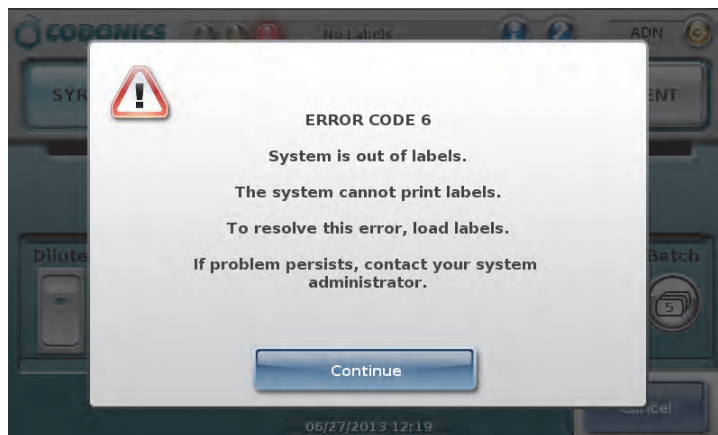 CODONICS No Labels ADN
SYR ENT
ERROR CODE 6
System is out of labels.
The system cannot print labels.
To resolve this error, load labels.
If problem persists, contact your system
administrator.
Dilute Batch
5
Continue
Cancel
06/27/2013 12:19